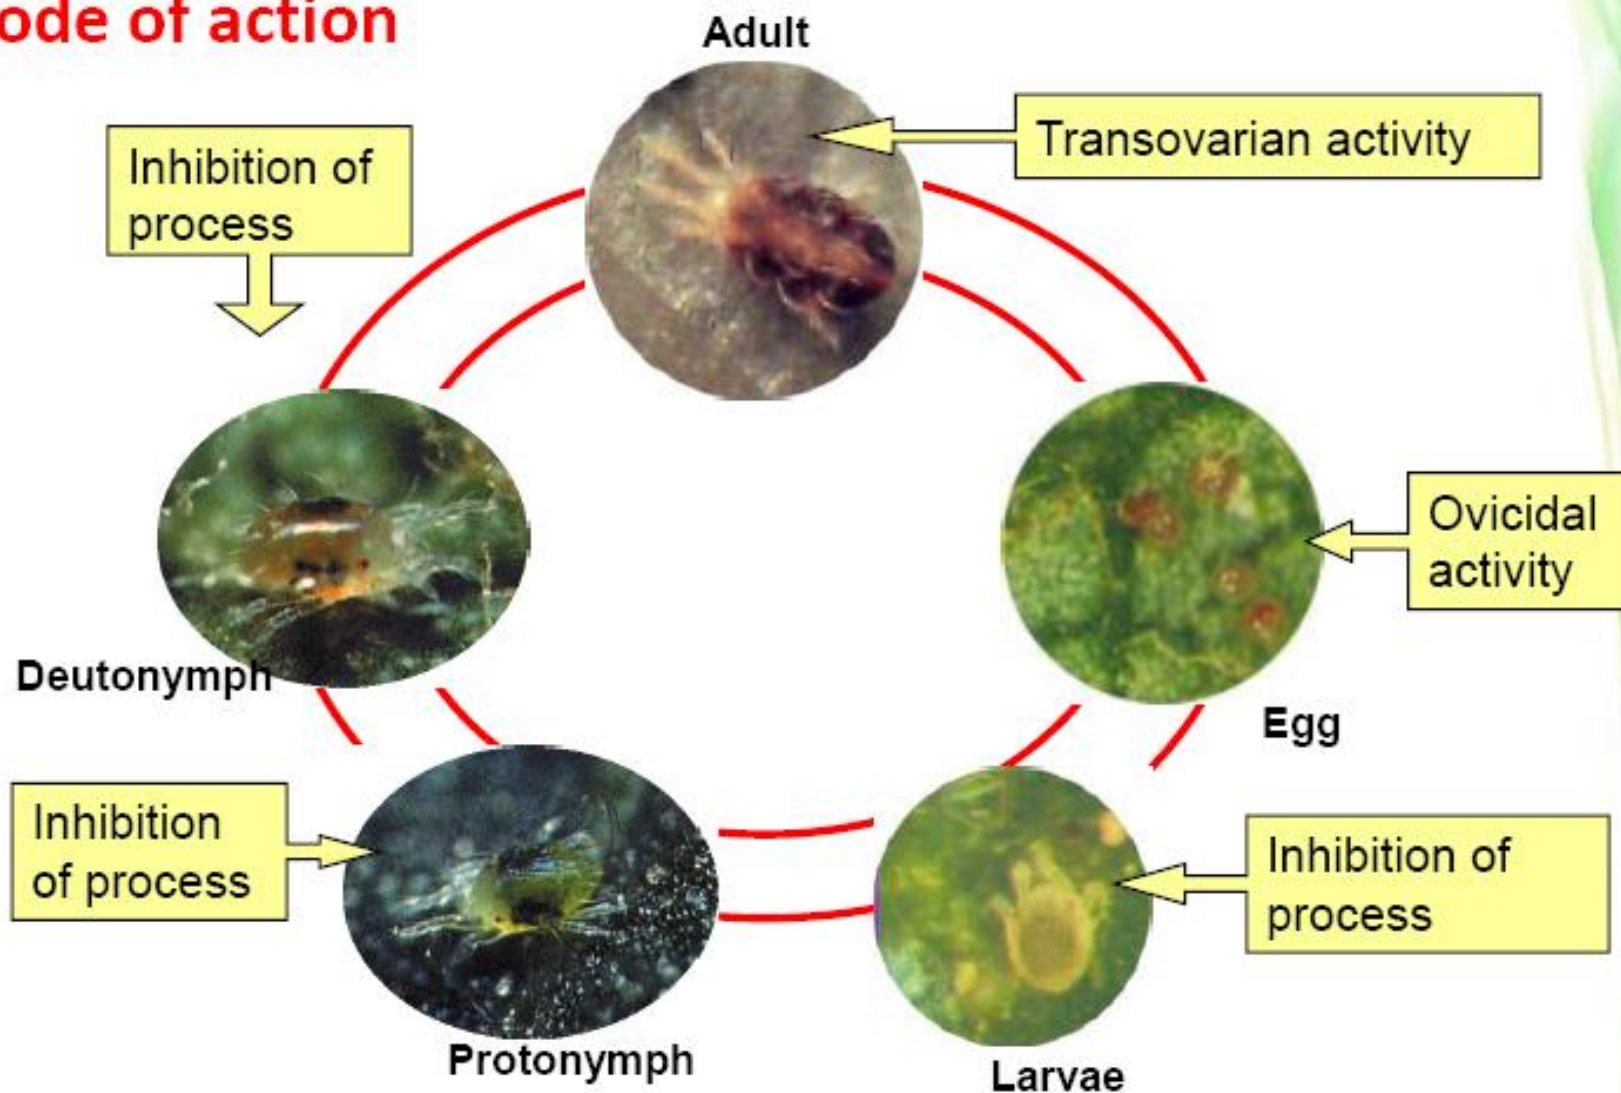 ode of action
Adult
Transovarian activity
Inhibition of
process
Ovicidal
activity
Deutonymph
Egg
Inhibition
of process
Inhibition of
process
Protonymph
Larvae